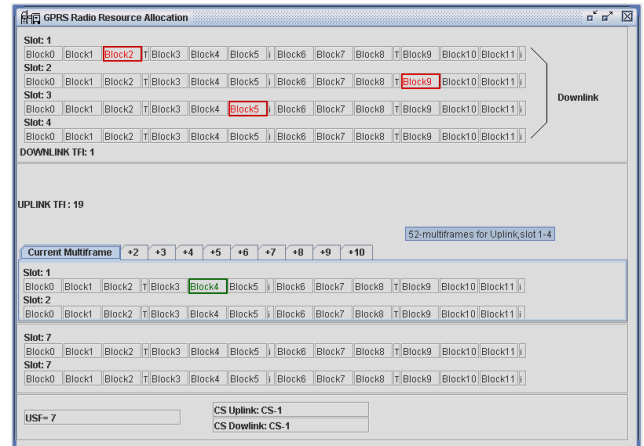 GPRS Radio Resource Allocation
Slot: 1
Block0 Block1 Block2 T Block3 Block4 Block5 i Block6 Block7 Block8 T Block9 Block10 Block11 i
Slot: 2
Block0 Block1 Block2 T Block3 Block4 Block5 i Block6 Block7 Block8 T Block9 Block10 Block11 i
Slot: 3
Block0 Block1 Block2 T Block3 Block4 Block5 i Block6 Block7 Block8 T Block9 Block10 Block11 i
Downlink
Slot: 4
Block0 Block1 Block2 T Block3 Block4 Block5 i Block6 Block7 Block8 T Block9 Block10 Block11 i
DOWNLINK TFI: 1
UPLINK TFI : 19
52-multiframes for Uplink,slot 1-4
Current Multiframe +2 +3 +4 +5 +6 +7 +8 +9 +10
Slot: 1
Block0 Block1 Block2 T Block3 Block4 Block5 i Block6 Block7 Block8 T Block9 Block10 Block11 i
Slot: 2
Block0 Block1 Block2 T Block3 Block4 Block5 i Block6 Block7 Block8 T Block9 Block10 Block11 i
Slot: 7
Block0 Block1 Block2 T Block3 Block4 Block5 i Block6 Block7 Block8 T Block9 Block10 Block11 i
Slot: 7
Block0 Block1 Block2 T Block3 Block4 Block5 i Block6 Block7 Block8 T Block9 Block10 Block11 i
USF= 7
CS Uplink: CS-1
CS Dowlink: CS-1